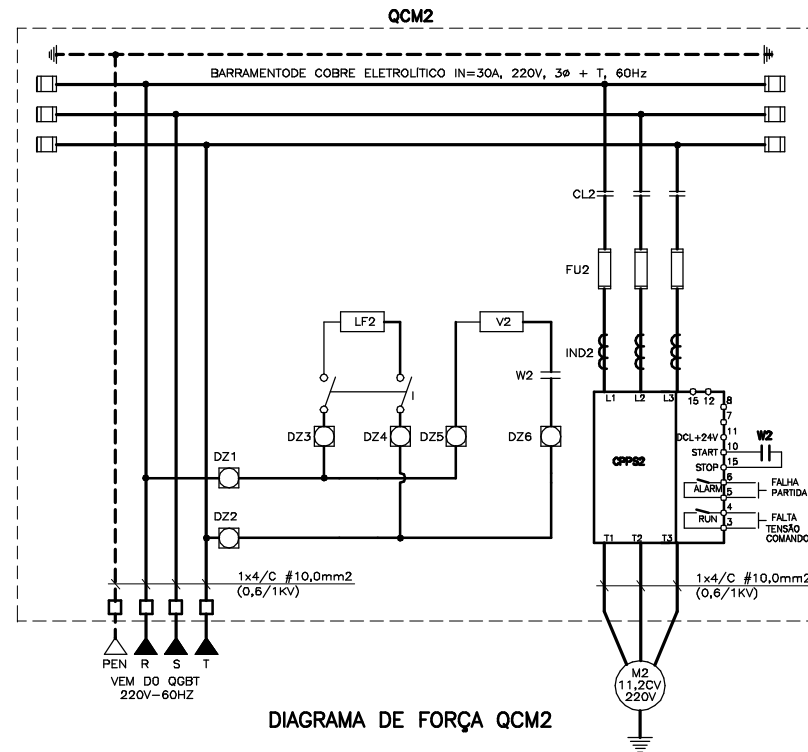 QCM2
BARRAMENTODE COBRE ELETROLÍTICO IN=30A, 220V, 3ø + T, 60Hz
CL2
FU2
LF2
V2
IND2
W2
I
L1 L2 L3 15 12 8
7
DZ3 DZ4 DZ5 DZ6
DCL+24V 11
START 10 W2
CPPS2
STOP 15
DZ1
ALARM 6 FALHA
5 PARTIDA
RUN 4 FALTA
3 TENSÃO
COMANDO
DZ2
T1 T2 T3
1x4/C #10,0mm2
(0,6/1KV)
1x4/C #10,0mm2
(0,6/1KV)
PEN R S T
VEM DO QGBT
220V-60HZ
M2
11,2CV
220V
DIAGRAMA DE FORÇA QCM2